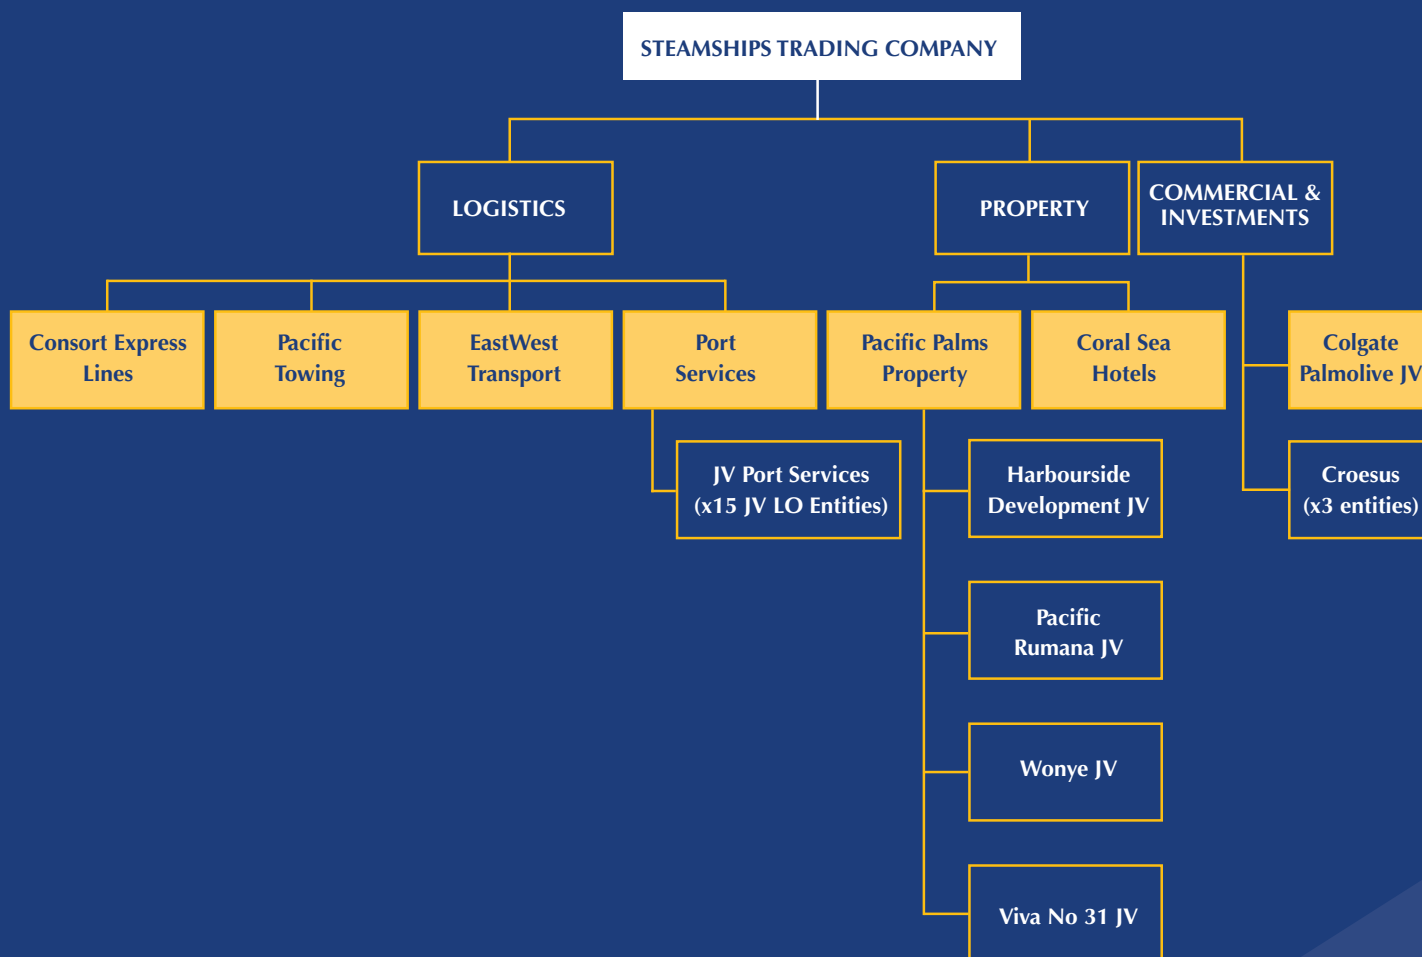 STEAMSHIPS TRADING COMPANY
LOGISTICS
PROPERTY
COMMERCIAL &
INVESTMENTS
Consort Express
Lines
Pacific
Towing
EastWest
Transport
Port
Services
Pacific Palms
Property
Coral Sea
Hotels
Colgate
Palmolive JV
JV Port Services
(x15 JV LO Entities)
Harbourside
Development JV
Croesus
(x3 entities)
Pacific
Rumana JV
Wonye JV
Viva No 31 JV